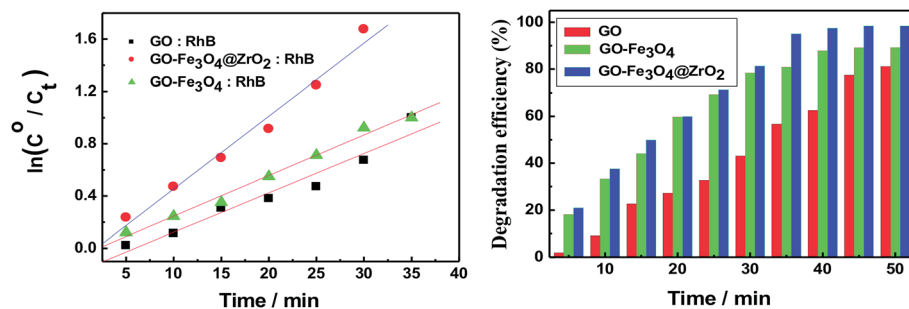 ln(C° / Cₜ)
1.6
1.2
0.8
0.4
0.0
GO : RhB
GO-Fe₃O₄@ZrO₂ : RhB
GO-Fe₃O₄ : RhB
5 10 15 20 25 30 35 40
Time / min
Degradation efficiency (%)
100
80
60
40
20
0
GO
GO-Fe₃O₄
GO-Fe₃O₄@ZrO₂
10 20 30 40 50
Time / min